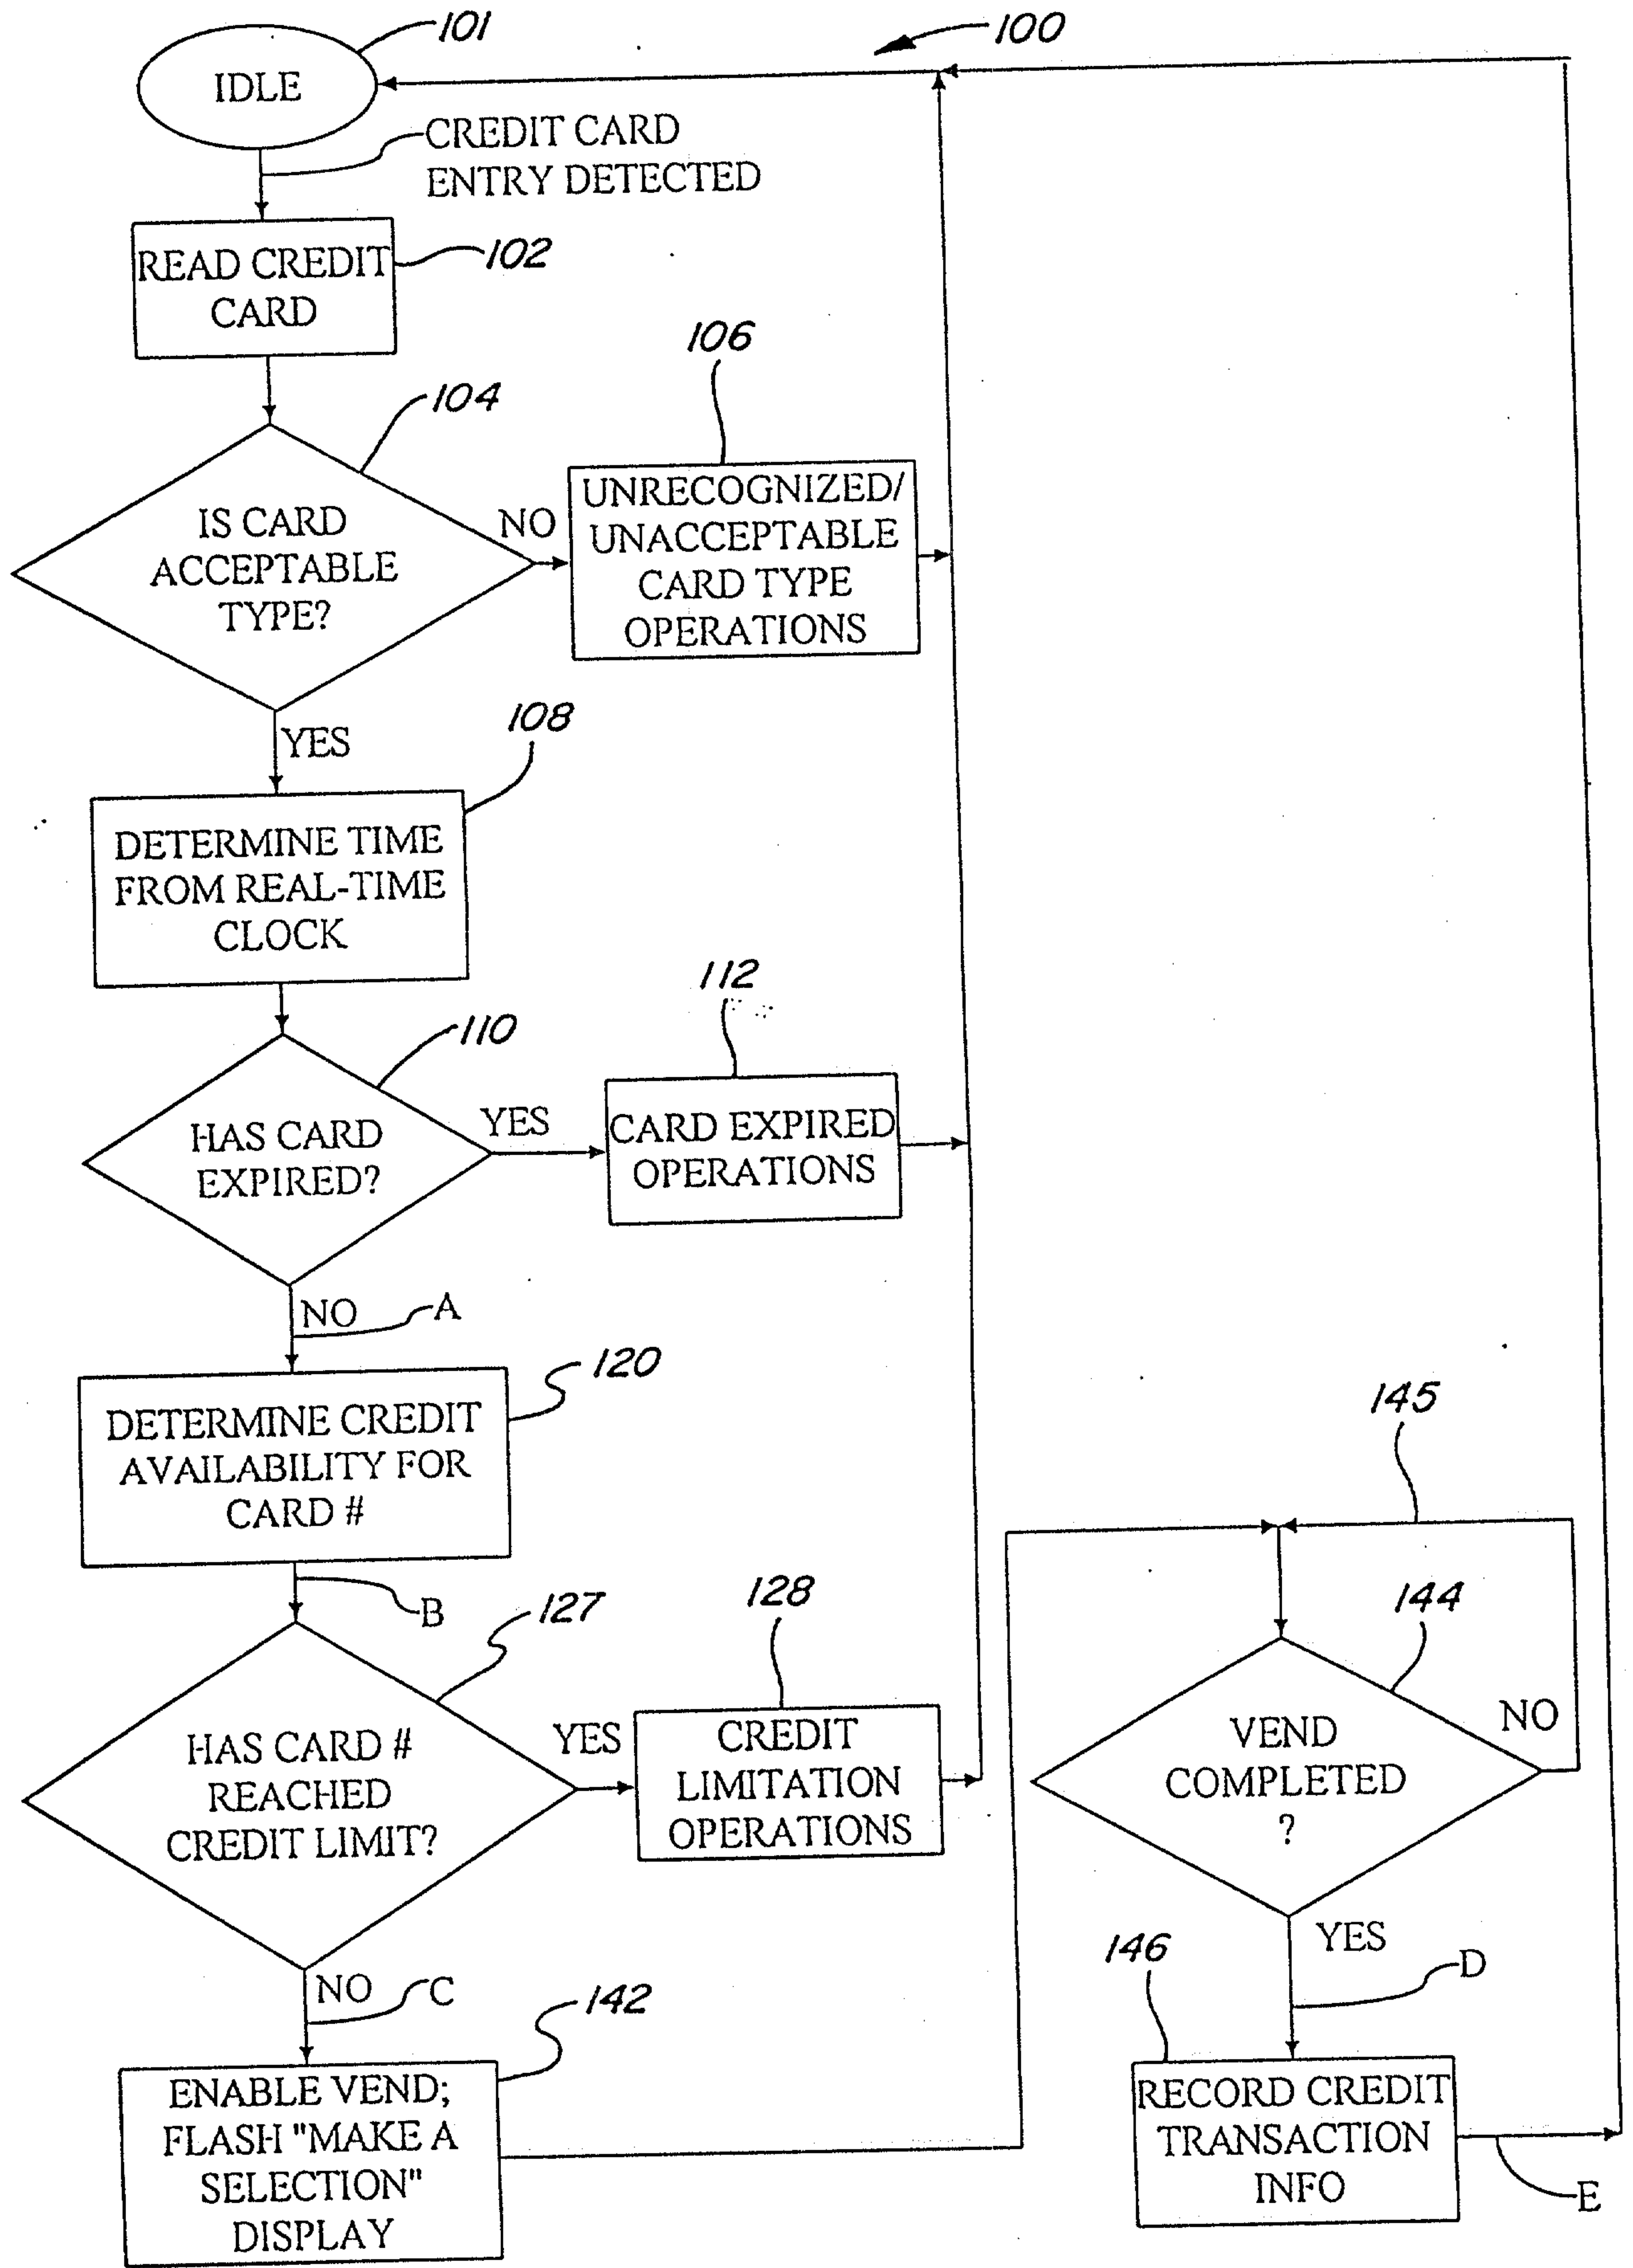 101
100
IDLE
CREDIT CARD
ENTRY DETECTED
READ CREDIT
CARD
102
106
104
IS CARD
ACCEPTABLE
TYPE?
NO
UNRECOGNIZED/
UNACCEPTABLE
CARD TYPE
OPERATIONS
YES
108
DETERMINE TIME
FROM REAL-TIME
CLOCK
110
112
HAS CARD
EXPIRED?
YES
CARD EXPIRED
OPERATIONS
NO
A
120
DETERMINE CREDIT
AVAILABILITY FOR
CARD #
B
127
128
HAS CARD #
REACHED
CREDIT LIMIT?
YES
CREDIT
LIMITATION
OPERATIONS
NO
C
142
ENABLE VEND;
FLASH "MAKE A
SELECTION"
DISPLAY
145
144
VEND
COMPLETED
?
NO
YES
D
146
RECORD CREDIT
TRANSACTION
INFO
E